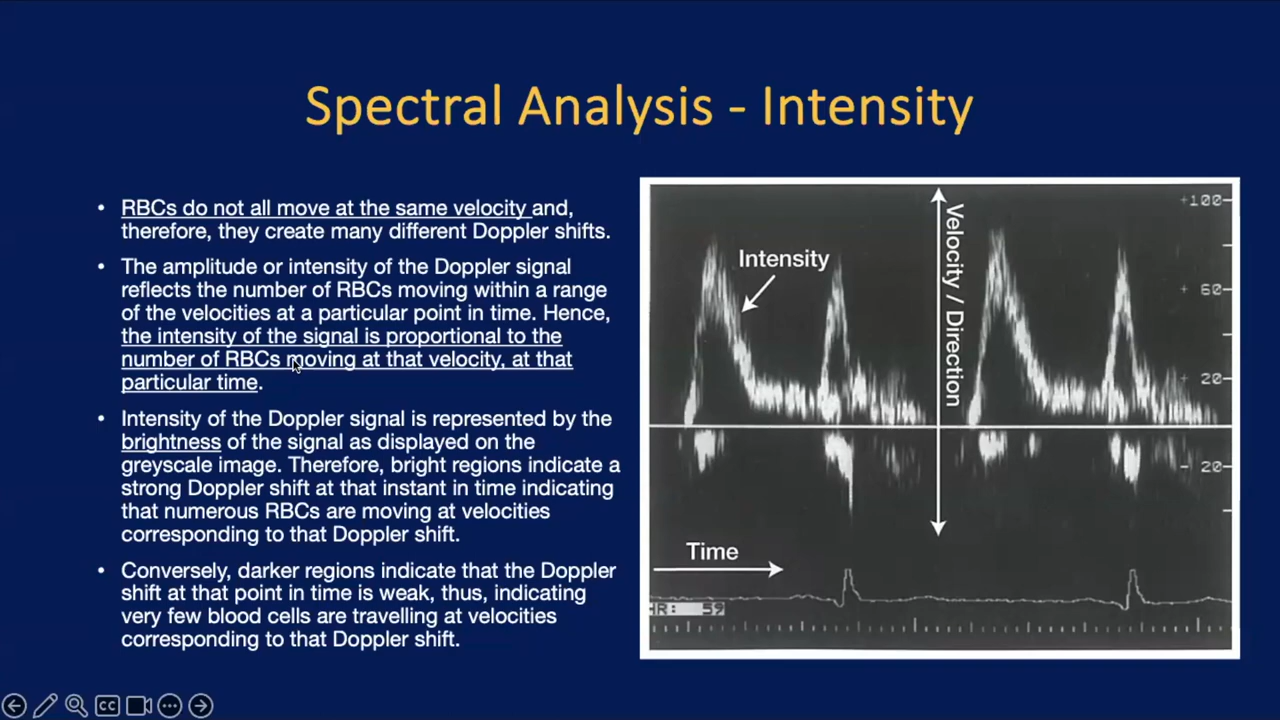 Spectral Analysis - Intensity
• RBCs do not all move at the same velocity and,
therefore, they create many different Doppler shifts.
• The amplitude or intensity of the Doppler signal
reflects the number of RBCs moving within a range
of the velocities at a particular point in time. Hence,
the intensity of the signal is proportional to the
number of RBCs moving at that velocity, at that
particular time.
• Intensity of the Doppler signal is represented by the
brightness of the signal as displayed on the
greyscale image. Therefore, bright regions indicate a
strong Doppler shift at that instant in time indicating
that numerous RBCs are moving at velocities
corresponding to that Doppler shift.
• Conversely, darker regions indicate that the Doppler
shift at that point in time is weak, thus, indicating
very few blood cells are travelling at velocities
corresponding to that Doppler shift.
Intensity
Velocity / Direction
+100
+ 60
+ 20
- 20
Time
HR: 59
CC